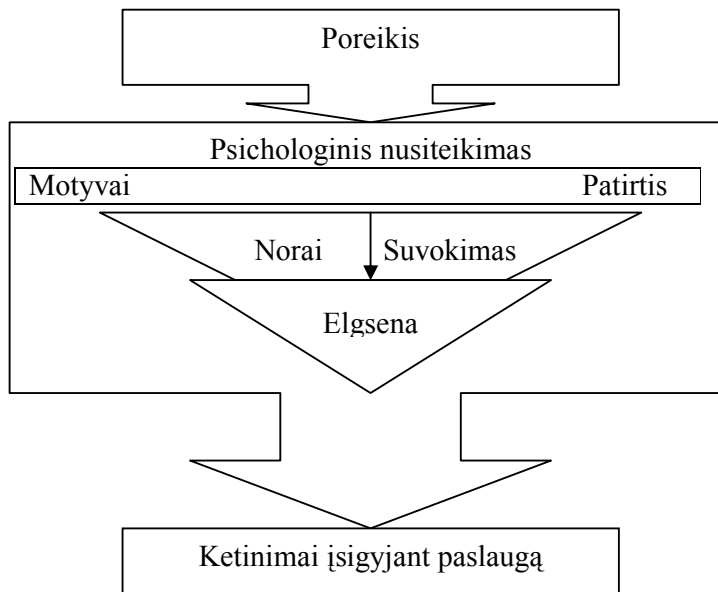 Poreikis
Psichologinis nusiteikimas
Motyvai Patirtis
Norai Suvokimas
Elgsena
Ketinimai įsigyjant paslaugą